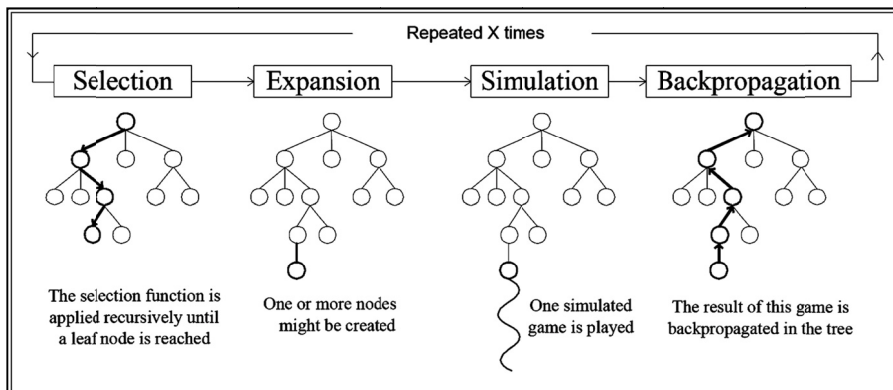 Repeated X times
Selection
Expansion
Simulation
Backpropagation
The selection function is
applied recursively until
a leaf node is reached
One or more nodes
might be created
One simulated
game is played
The result of this game is
backpropagated in the tree